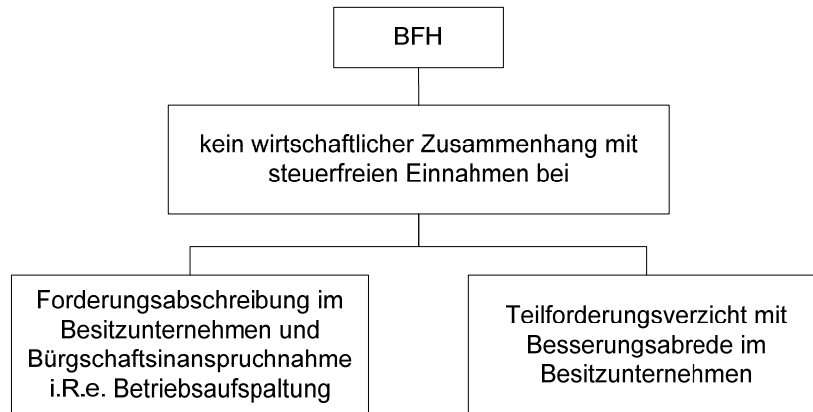 BFH
kein wirtschaftlicher Zusammenhang mit
steuerfreien Einnahmen bei
Forderungsabschreibung im
Besitzunternehmen und
Bürgschaftsinanspruchnahme
i.R.e. Betriebsaufspaltung
Teilforderungsverzicht mit
Besserungsabrede im
Besitzunternehmen